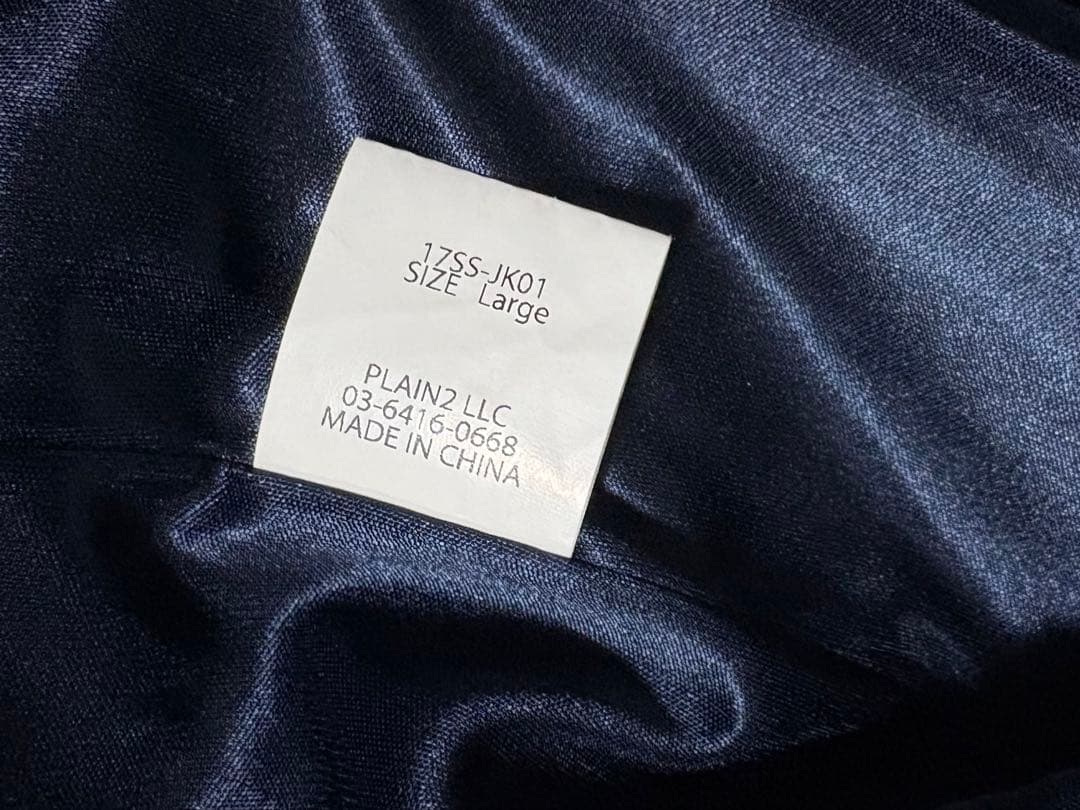 17SS-JK01
SIZE Large
PLAIN2 LLC
03-6416-0668
MADE IN CHINA